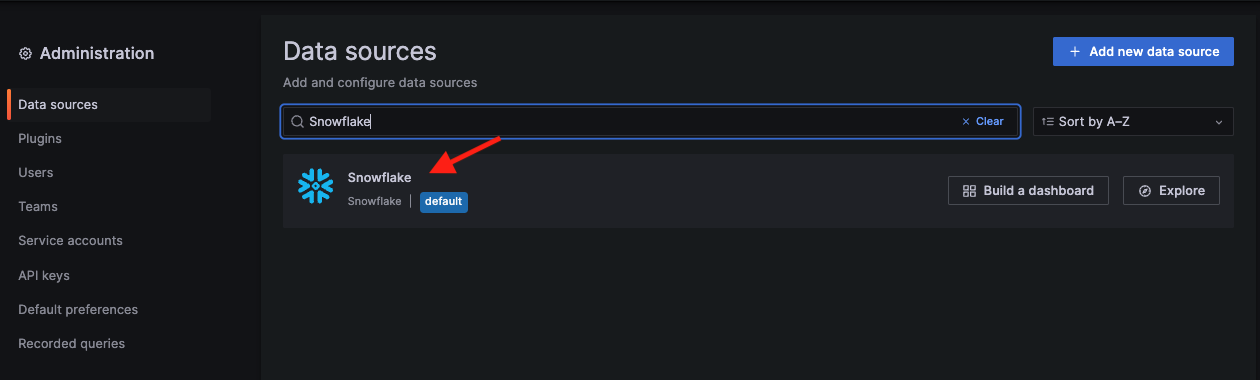 Administration
Data sources
Plugins
Users
Teams
Service accounts
API keys
Default preferences
Recorded queries
Data sources
Add and configure data sources
Add new data source
Snowflake
Clear
Sort by A–Z
Snowflake
Snowflake | default
Build a dashboard
Explore